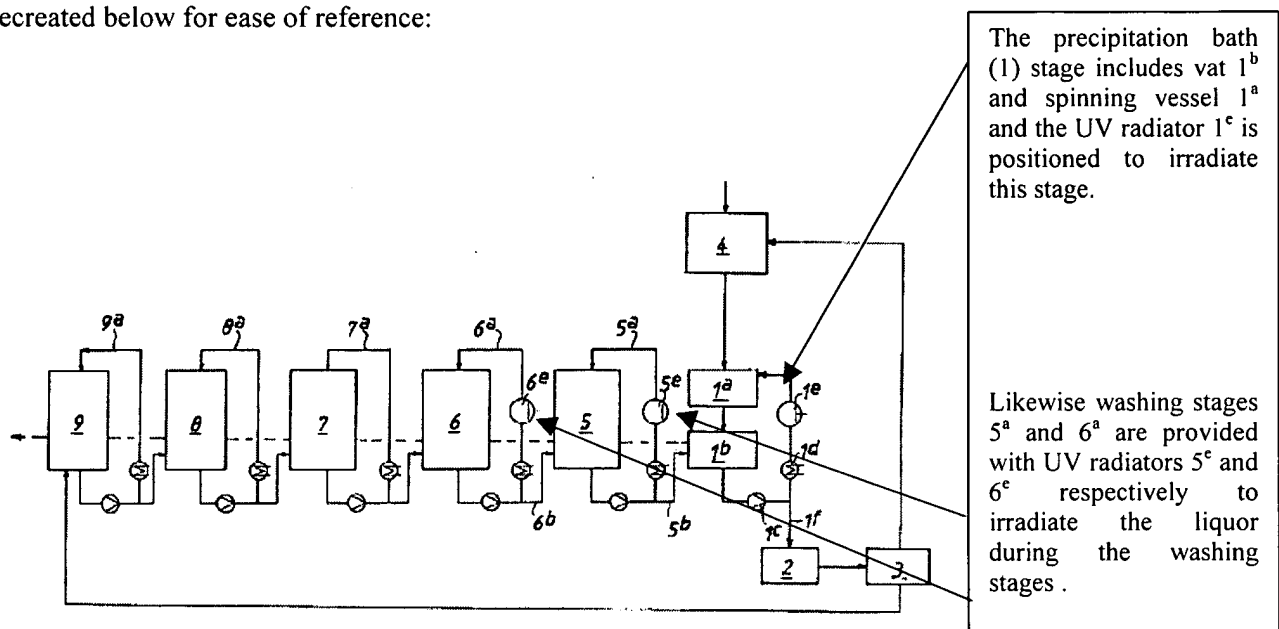 ecreated below for ease of reference:
The precipitation bath
(1) stage includes vat 1b
and spinning vessel 1a
and the UV radiator 1e is
positioned to irradiate
this stage.
4
9a
8a
7a
6a
5a
6e
5e
1a
1e
9
8
7
6
5
1b
1d
6b
5b
1c
1f
2
3
Likewise washing stages
5a and 6a are provided
with UV radiators 5e and
6e respectively to
irradiate the liquor
during the washing
stages .